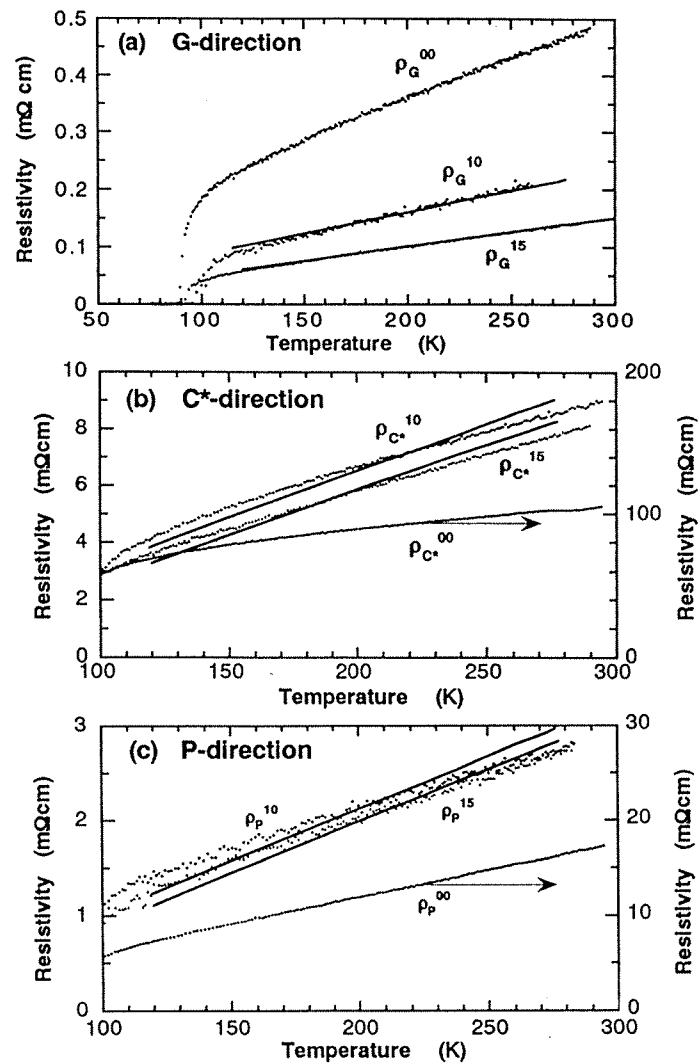 (a) G-direction
Resistivity (mΩ cm)
0.5
0.4
0.3
0.2
0.1
0
ρG00
ρG10
ρG15
50 100 150 200 250 300
Temperature (K)
(b) C*-direction
Resistivity (mΩcm)
10
8
6
4
2
0
ρC*10
ρC*15
ρC*00
200
100
0
Resistivity (mΩcm)
100 150 200 250 300
Temperature (K)
(c) P-direction
Resistivity (mΩcm)
3
2
1
0
ρP10
ρP15
ρP00
30
20
10
0
Resistivity (mΩcm)
100 150 200 250 300
Temperature (K)